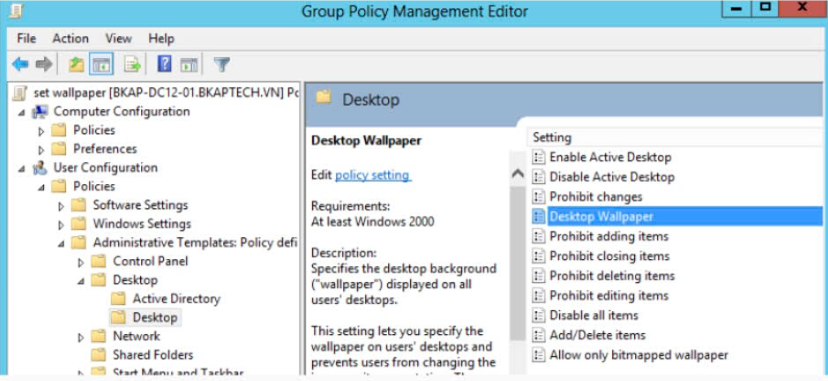 Group Policy Management Editor
File Action View Help
set wallpaper [BKAP-DC12-01.BKAPTECH.VN] Po
Computer Configuration
Policies
Preferences
User Configuration
Policies
Software Settings
Windows Settings
Administrative Templates: Policy defi
Control Panel
Desktop
Active Directory
Desktop
Network
Shared Folders
Start Menu and Taskbar
Desktop
Desktop Wallpaper
Edit policy setting
Requirements:
At least Windows 2000
Description:
Specifies the desktop background
("wallpaper") displayed on all
users' desktops.
This setting lets you specify the
wallpaper on users' desktops and
prevents users from changing the
Setting
Enable Active Desktop
Disable Active Desktop
Prohibit changes
Desktop Wallpaper
Prohibit adding items
Prohibit closing items
Prohibit deleting items
Prohibit editing items
Disable all items
Add/Delete items
Allow only bitmapped wallpaper